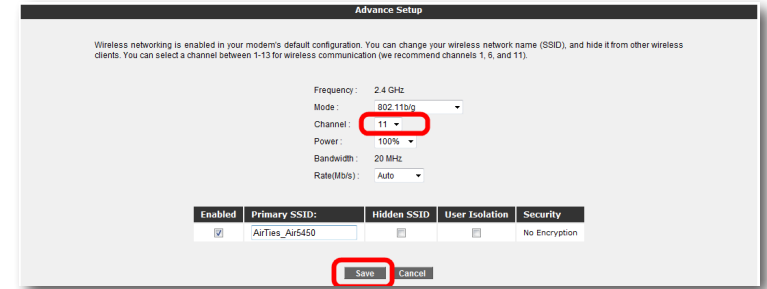 Advance Setup
Wireless networking is enabled in your modem's default configuration. You can change your wireless network name (SSID), and hide it from other wireless
clients. You can select a channel between 1-13 for wireless communication (we recommend channels 1, 6, and 11).
Frequency : 2.4 GHz
Mode : 802.11b/g
Channel : 11
Power : 100%
Bandwidth : 20 MHz
Rate(Mb/s) : Auto
Enabled Primary SSID: Hidden SSID User Isolation Security
AirTies_Air5450 No Encryption
Save Cancel